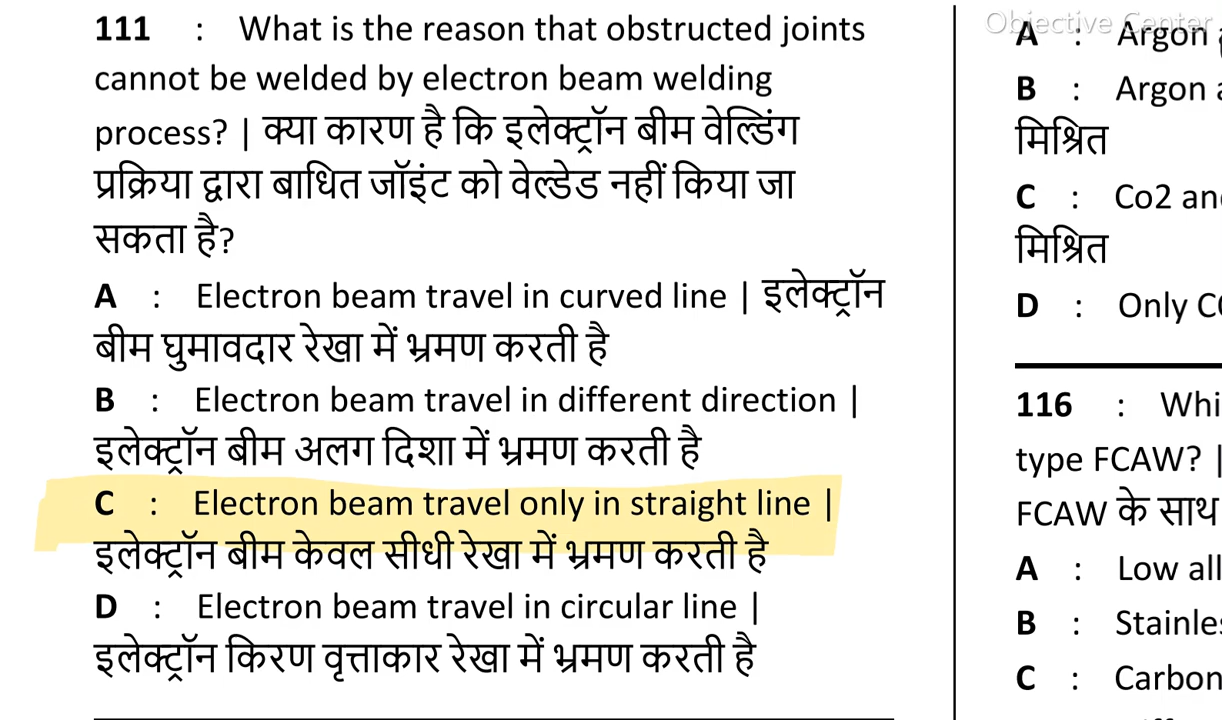 111 : What is the reason that obstructed joints
cannot be welded by electron beam welding
process? | क्या कारण है कि इलेक्ट्रॉन बीम वेल्डिंग
प्रक्रिया द्वारा बाधित जॉइंट को वेल्डेड नहीं किया जा
सकता है?
A : Electron beam travel in curved line | इलेक्ट्रॉन
बीम घुमावदार रेखा में भ्रमण करती है
B : Electron beam travel in different direction |
इलेक्ट्रॉन बीम अलग दिशा में भ्रमण करती है
C : Electron beam travel only in straight line |
इलेक्ट्रॉन बीम केवल सीधी रेखा में भ्रमण करती है
D : Electron beam travel in circular line |
इलेक्ट्रॉन किरण वृत्ताकार रेखा में भ्रमण करती है
Objective Center
A : Argon
B : Argon
मिश्रित
C : Co2
मिश्रित
D : Only
116 :
type FCAW? |
FCAW के साथ
A : Low
B :
C : Carbon